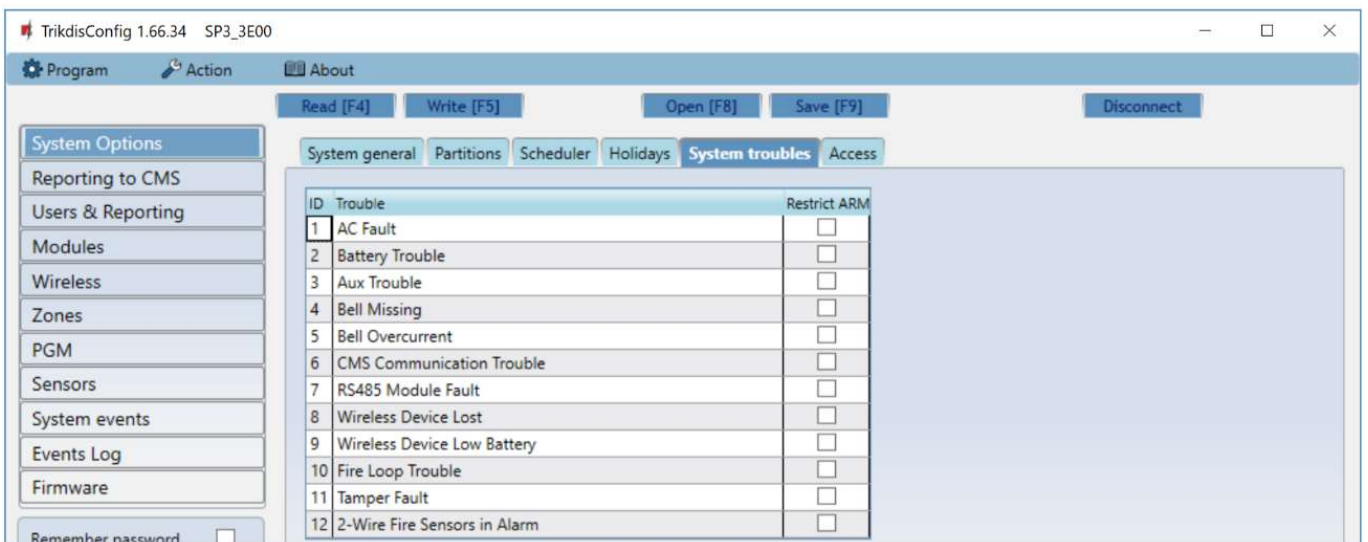 TrikdisConfig 1.66.34 SP3_3E00
Program Action About
Read [F4] Write [F5] Open [F8] Save [F9] Disconnect
System Options
Reporting to CMS
Users & Reporting
Modules
Wireless
Zones
PGM
Sensors
System events
Events Log
Firmware
Remember password
System general Partitions Scheduler Holidays System troubles Access
ID Trouble Restrict ARM
1 AC Fault
2 Battery Trouble
3 Aux Trouble
4 Bell Missing
5 Bell Overcurrent
6 CMS Communication Trouble
7 RS485 Module Fault
8 Wireless Device Lost
9 Wireless Device Low Battery
10 Fire Loop Trouble
11 Tamper Fault
12 2-Wire Fire Sensors in Alarm